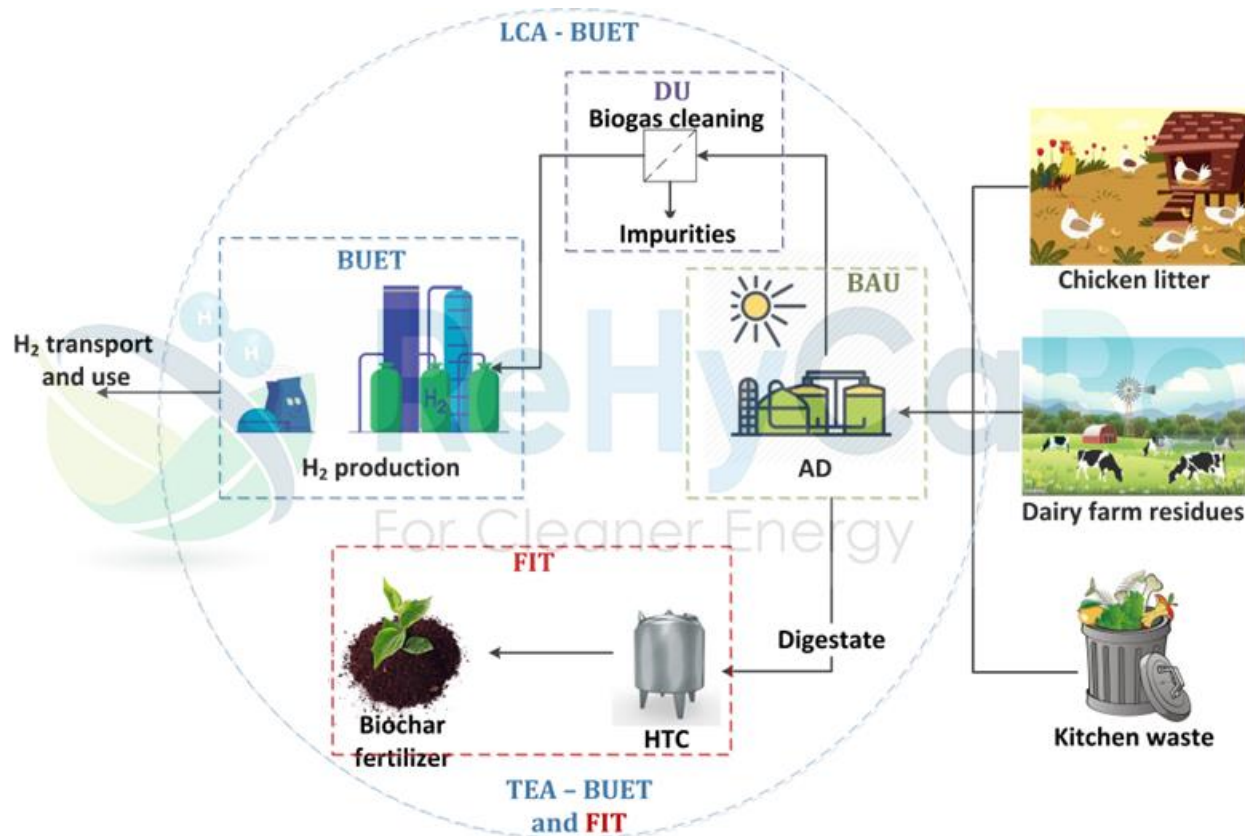 LCA - BUET
DU
Biogas cleaning
Impurities
BUET
H₂
H₂ production
H₂ transport
and use
H
H
ReHyCaRe
For Cleaner Energy
BAU
AD
Chicken litter
Dairy farm residues
Kitchen waste
Digestate
FIT
HTC
Biochar
fertilizer
TEA – BUET
and FIT